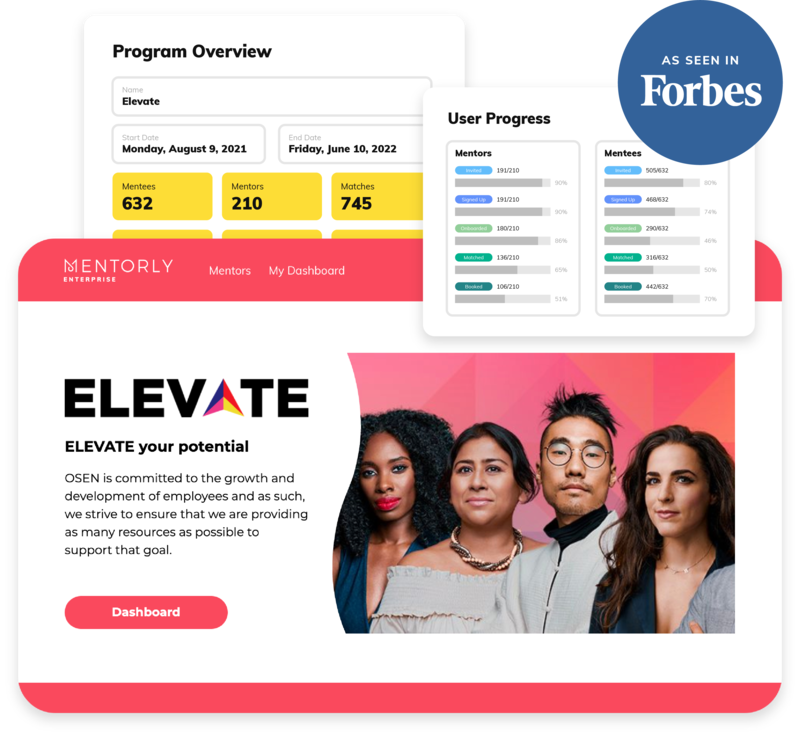 Program Overview
Name
Elevate
Start Date
Monday, August 9, 2021
End Date
Friday, June 10, 2022
Mentees
632
Mentors
210
Matches
745
AS SEEN IN
Forbes
User Progress
Mentors
Invited 191/210
90%
Signed Up 191/210
90%
Onboarded 180/210
86%
Matched 136/210
65%
Booked 106/210
51%
Mentees
Invited 505/632
80%
Signed Up 468/632
74%
Onboarded 290/632
46%
Matched 316/632
50%
Booked 442/632
70%
MENTORLY
ENTERPRISE
Mentors
My Dashboard
ELEVATE
ELEVATE your potential
OSEN is committed to the growth and
development of employees and as such,
we strive to ensure that we are providing
as many resources as possible to
support that goal.
Dashboard